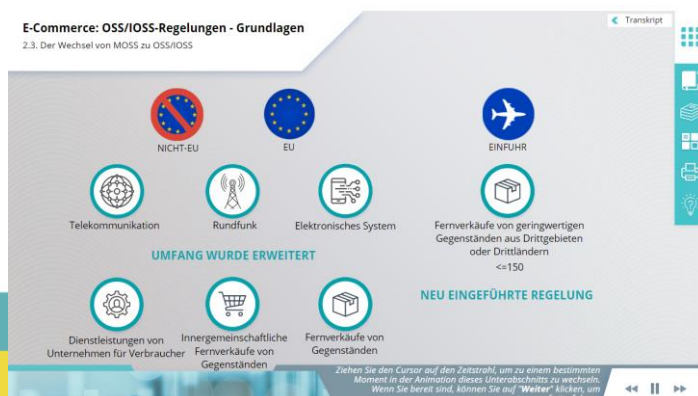 E-Commerce: OSS/IOSS-Regelungen - Grundlagen
2.3. Der Wechsel von MOSS zu OSS/IOSS
Transkript
NICHT-EU
EU
EINFUHR
Telekommunikation
Rundfunk
Elektronisches System
Fernverkäufe von geringwertigen
Gegenständen aus Drittgebieten
oder Drittländern
<=150
UMFANG WURDE ERWEITERT
NEU EINGEFÜHRTE REGELUNG
Dienstleistungen von
Unternehmen für Verbraucher
Innergemeinschaftliche
Fernverkäufe von
Gegenständen
Fernverkäufe von
Gegenständen
Ziehen Sie den Cursor auf den Zeitstrahl, um zu einem bestimmten
Moment in der Animation dieses Unterabschnitts zu wechseln.
Wenn Sie bereit sind, können Sie auf "Weiter" klicken, um